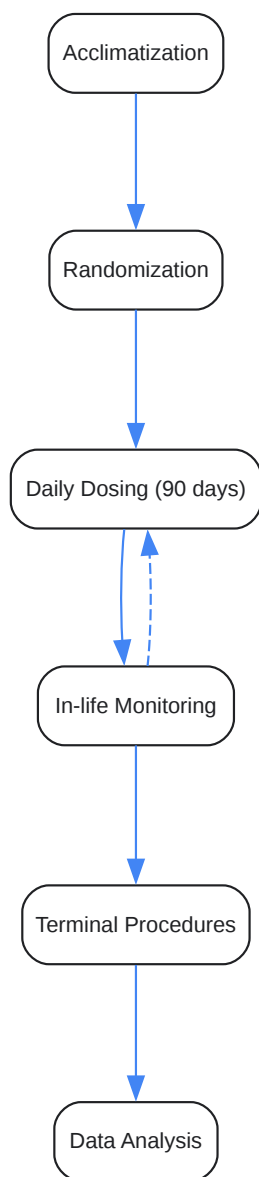 Acclimatization
Randomization
Daily Dosing (90 days)
In-life Monitoring
Terminal Procedures
Data Analysis